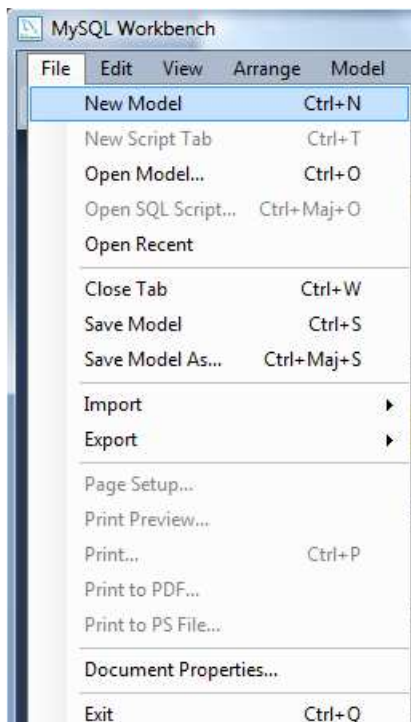 MySQL Workbench
File Edit View Arrange Model
New Model Ctrl+N
New Script Tab Ctrl+T
Open Model... Ctrl+O
Open SQL Script... Ctrl+Maj+O
Open Recent
Close Tab Ctrl+W
Save Model Ctrl+S
Save Model As... Ctrl+Maj+S
Import
Export
Page Setup...
Print Preview...
Print... Ctrl+P
Print to PDF...
Print to PS File...
Document Properties...
Exit Ctrl+Q